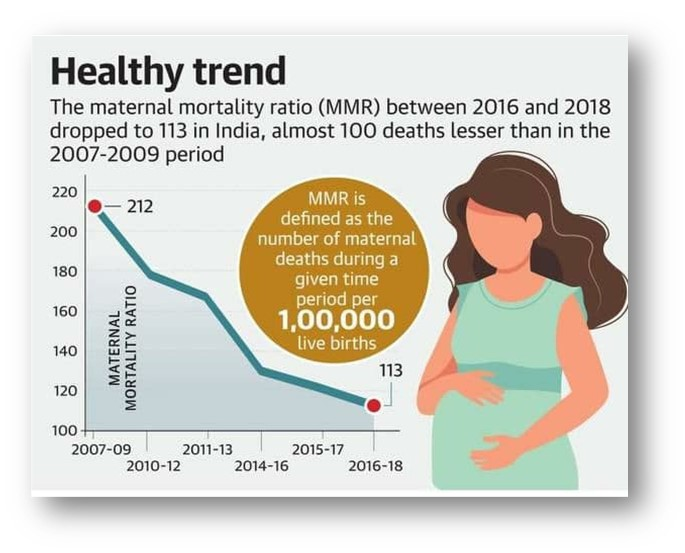 Healthy trend
The maternal mortality ratio (MMR) between 2016 and 2018
dropped to 113 in India, almost 100 deaths lesser than in the
2007-2009 period
220
200
180
160
140
120
100
212
MATERNAL
MORTALITY RATIO
MMR is
defined as the
number of maternal
deaths during a
given time
period per
1,00,000
live births
113
2007-09
2010-12
2011-13
2014-16
2015-17
2016-18